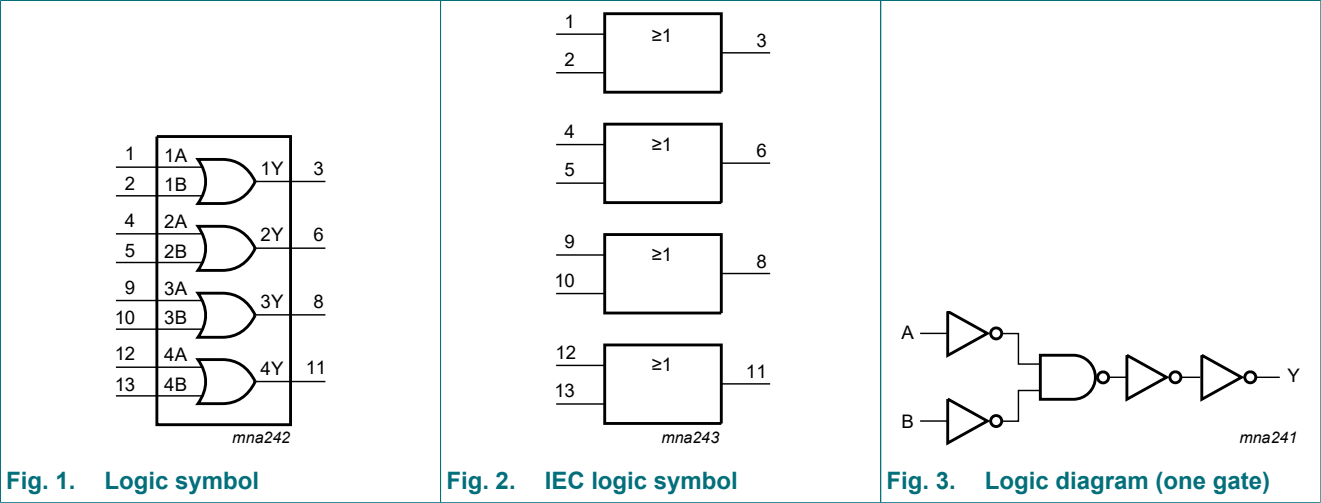 1 1A 1Y 3
2 1B
4 2A 2Y 6
5 2B
9 3A 3Y 8
10 3B
12 4A 4Y 11
13 4B
mna242
Fig. 1. Logic symbol
1 ≥1 3
2
4 ≥1 6
5
9 ≥1 8
10
12 ≥1 11
13
mna243
Fig. 2. IEC logic symbol
A
Y
B
mna241
Fig. 3. Logic diagram (one gate)